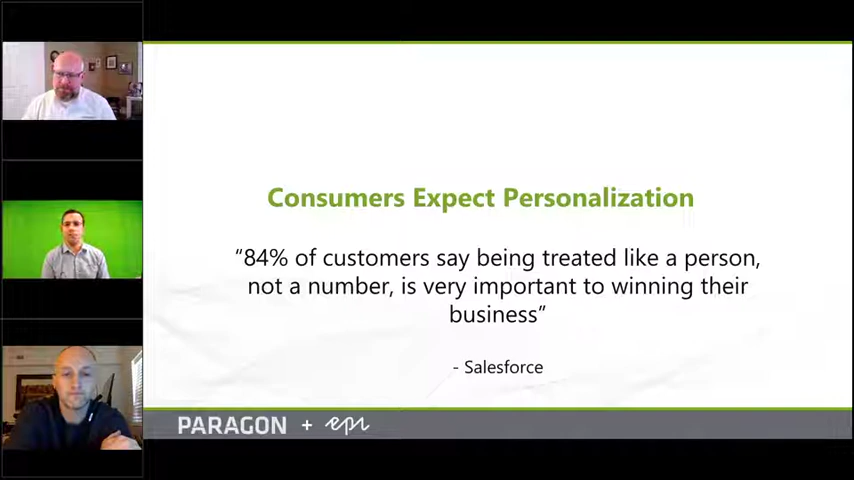 Consumers Expect Personalization
“84% of customers say being treated like a person,
not a number, is very important to winning their
business”
- Salesforce
PARAGON + epi